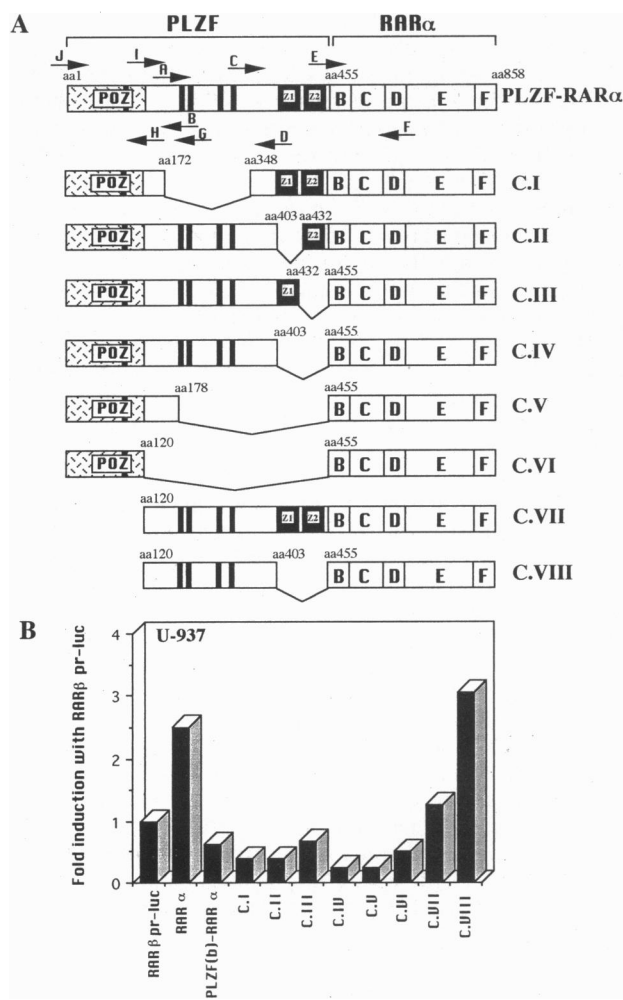 A
PLZF RARα
J I A C E
aa1 aa455 aa858
POZ Z1 Z2 B C D E F PLZF-RARα
H B G D F
aa172 aa348
POZ Z1 Z2 B C D E F C.I
aa403 aa432
POZ Z2 B C D E F C.II
aa432 aa455
POZ Z1 B C D E F C.III
aa403 aa455
POZ B C D E F C.IV
aa178 aa455
POZ B C D E F C.V
aa120 aa455
POZ B C D E F C.VI
aa120
Z1 Z2 B C D E F C.VII
aa120 aa403 aa455
B C D E F C.VIII
B
U-937
Fold induction with RARβ pr-luc
4
3
2
1
0
RARβ pr-luc
RAR α
PLZF(b)-RAR α
C.I
C.II
C.III
C.IV
C.V
C.VI
C.VII
C.VIII